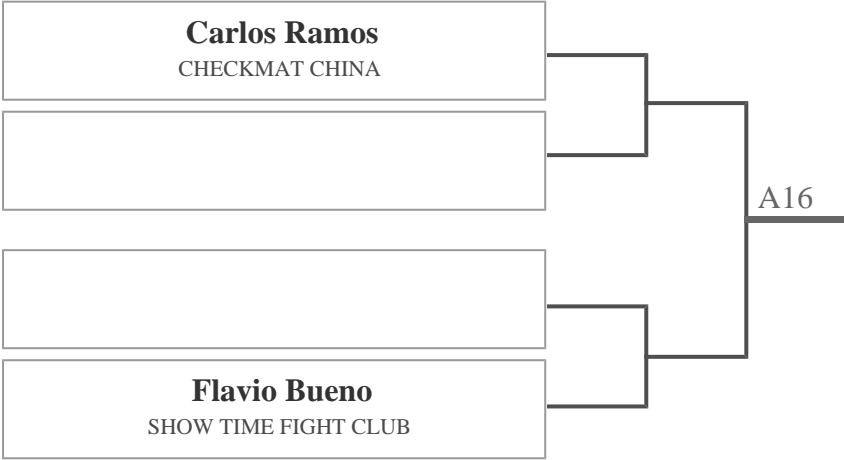 Carlos Ramos
CHECKMAT CHINA
A16
Flavio Bueno
SHOW TIME FIGHT CLUB